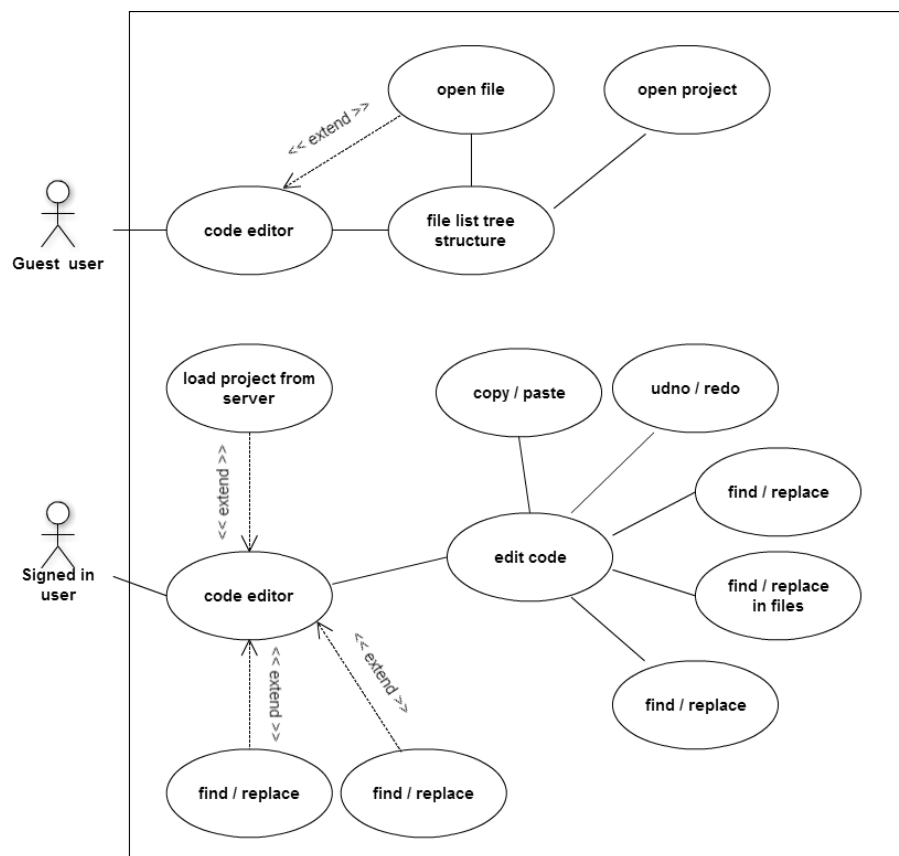 open file
open project
<< extend >>
code editor
file list tree
structure
Guest user
load project from
server
copy / paste
udno / redo
<< extend >>
find / replace
edit code
Signed in
user
code editor
find / replace
in files
<< extend >>
<< extend >>
find / replace
find / replace
find / replace